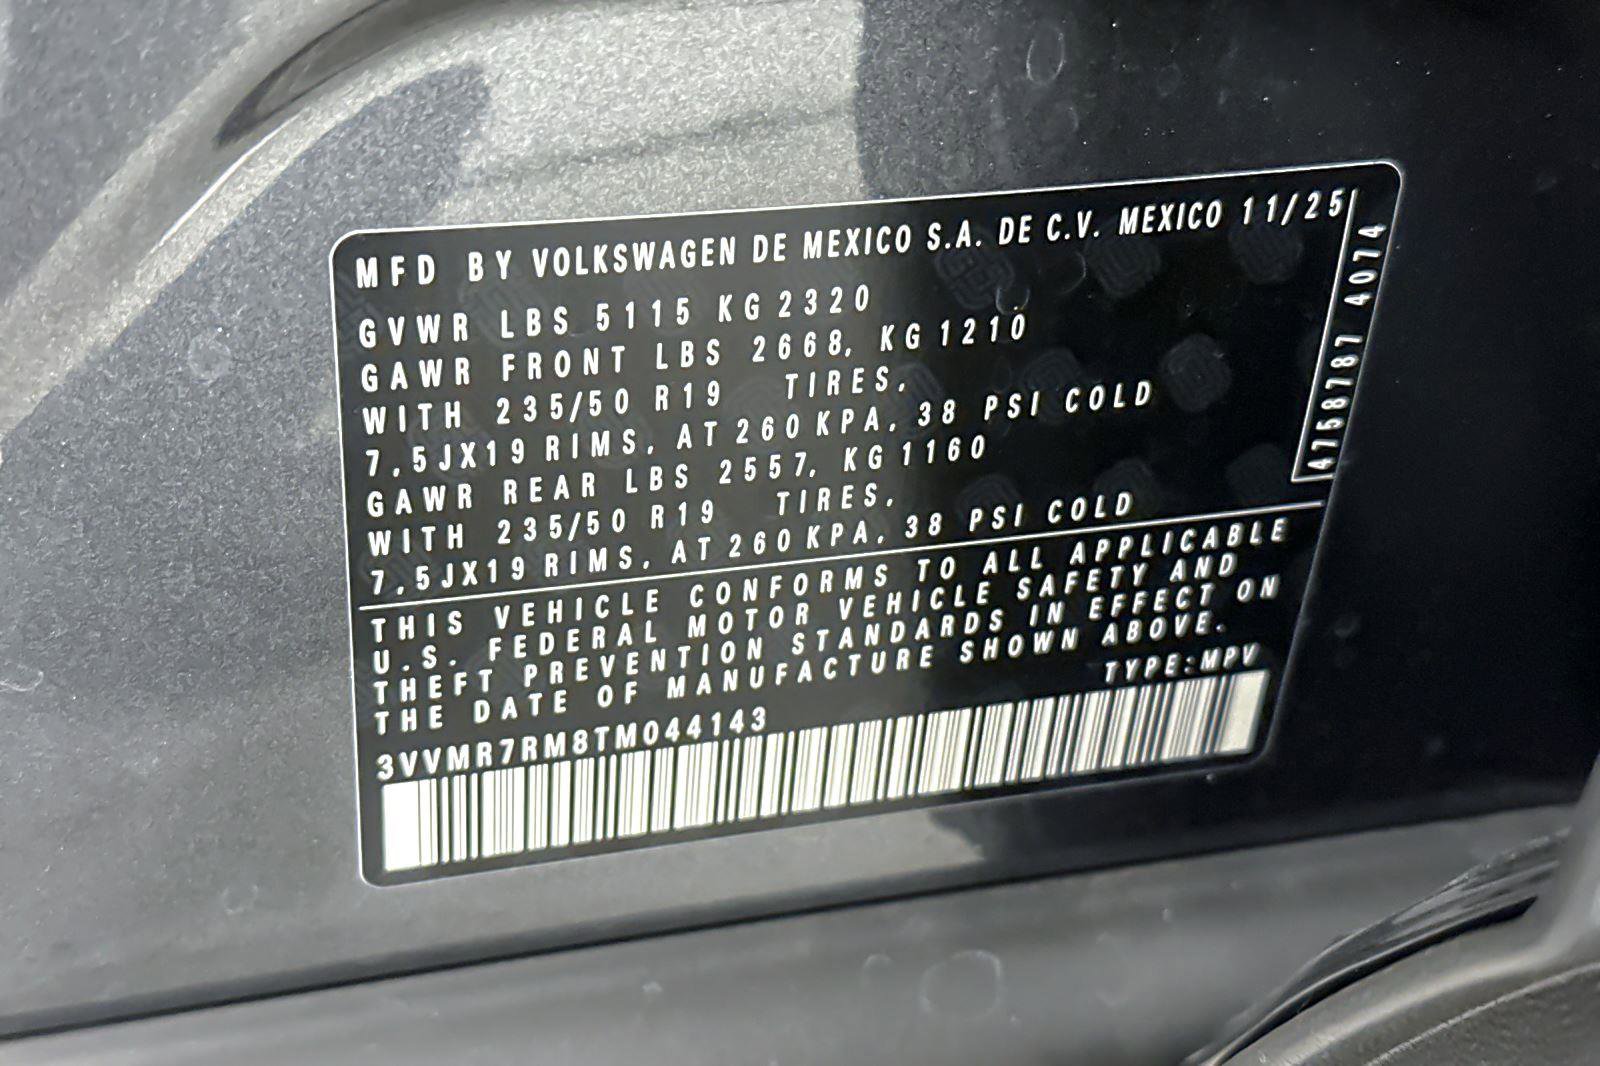 MFD BY VOLKSWAGEN DE MEXICO S.A. DE C.V. MEXICO 11/25
GVWR LBS 5115 KG 2320
GAWR FRONT LBS 2668, KG 1210
WITH 235/50 R19 TIRES,
7,5JX19 RIMS, AT 260 KPA, 38 PSI COLD
GAWR REAR LBS 2557, KG 1160
WITH 235/50 R19 TIRES,
7,5JX19 RIMS, AT 260 KPA, 38 PSI COLD
4758787 4074
THIS VEHICLE CONFORMS TO ALL APPLICABLE
U.S. FEDERAL MOTOR VEHICLE SAFETY AND
THEFT PREVENTION STANDARDS IN EFFECT ON
THE DATE OF MANUFACTURE SHOWN ABOVE.
TYPE:MPV
3VVMR7RM8TM044143